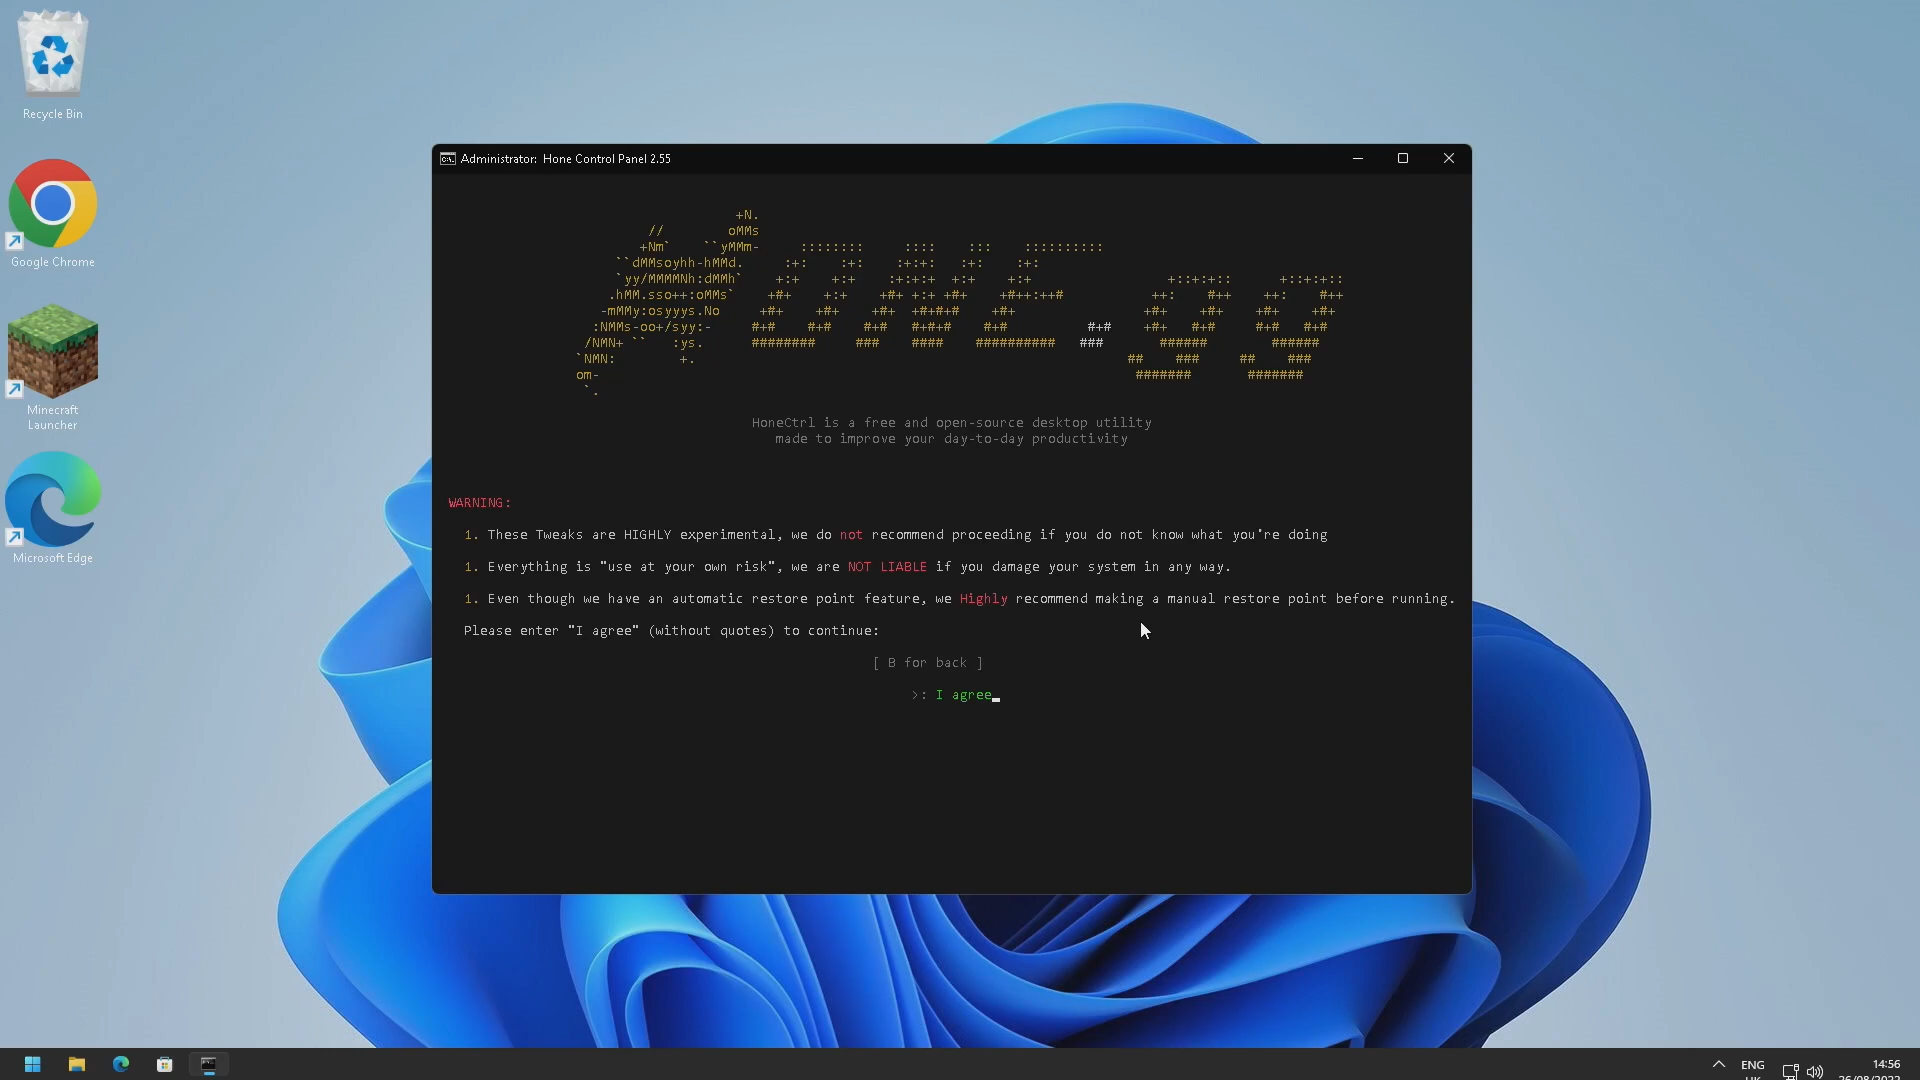 Recycle Bin
Google Chrome
Minecraft
Launcher
Microsoft Edge
Administrator: Hone Control Panel 2.55
HoneCtrl is a free and open-source desktop utility
made to improve your day-to-day productivity
WARNING:
1. These Tweaks are HIGHLY experimental, we do not recommend proceeding if you do not know what you're doing
1. Everything is "use at your own risk", we are NOT LIABLE if you damage your system in any way.
1. Even though we have an automatic restore point feature, we Highly recommend making a manual restore point before running.
Please enter "I agree" (without quotes) to continue:
[ B for back ]
>: I agree
ENG
UK
14:56
26/08/2022